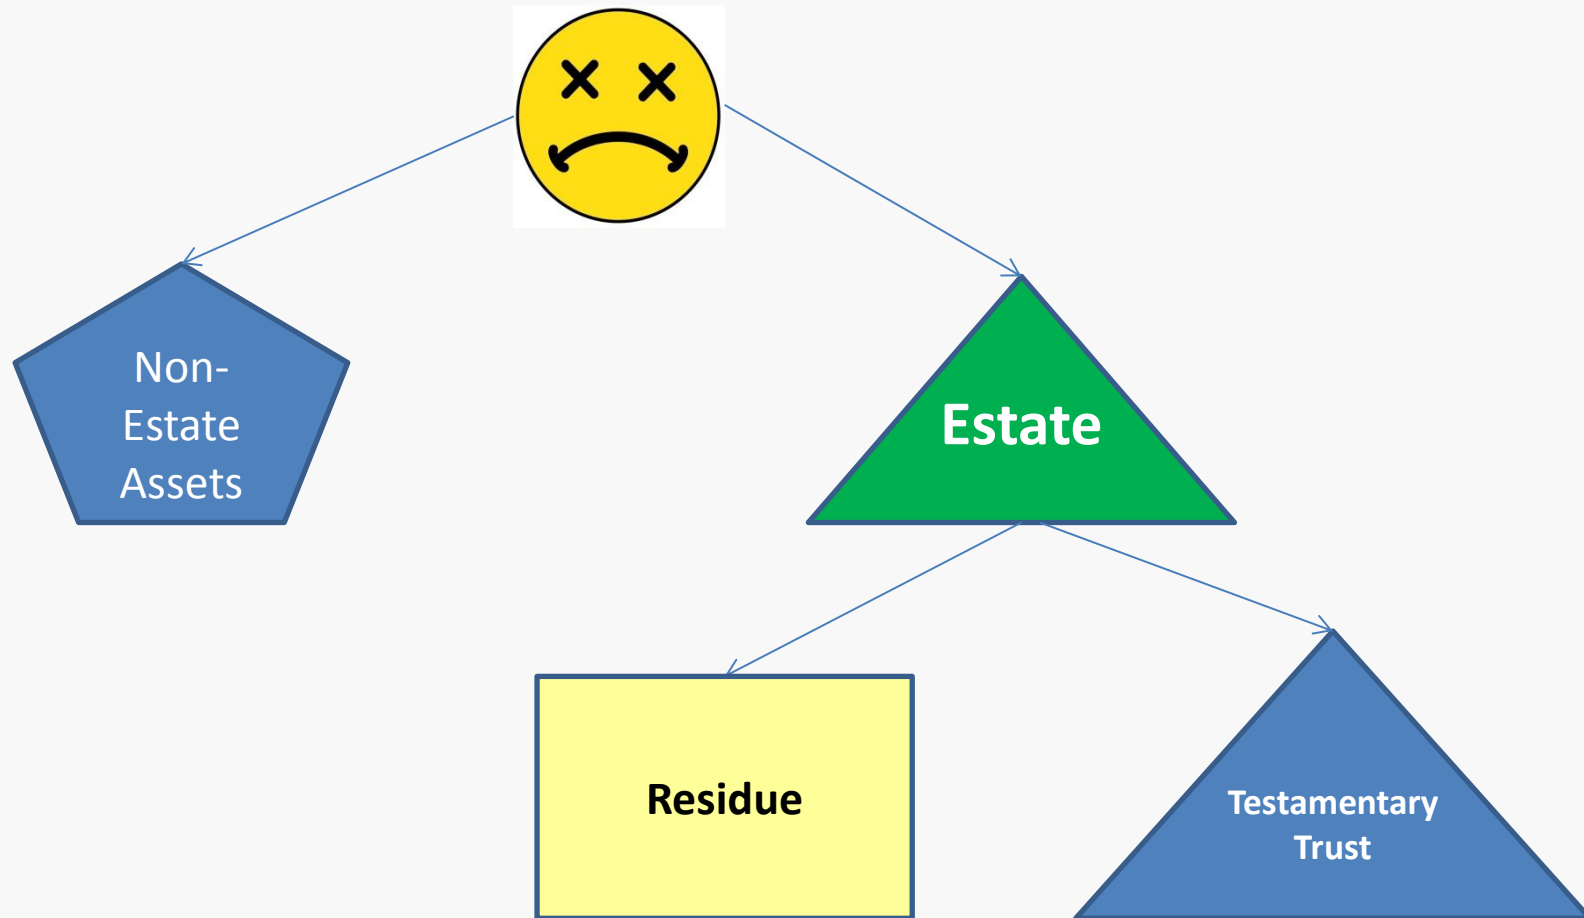 Non-
Estate
Assets
Estate
Residue
Testamentary
Trust